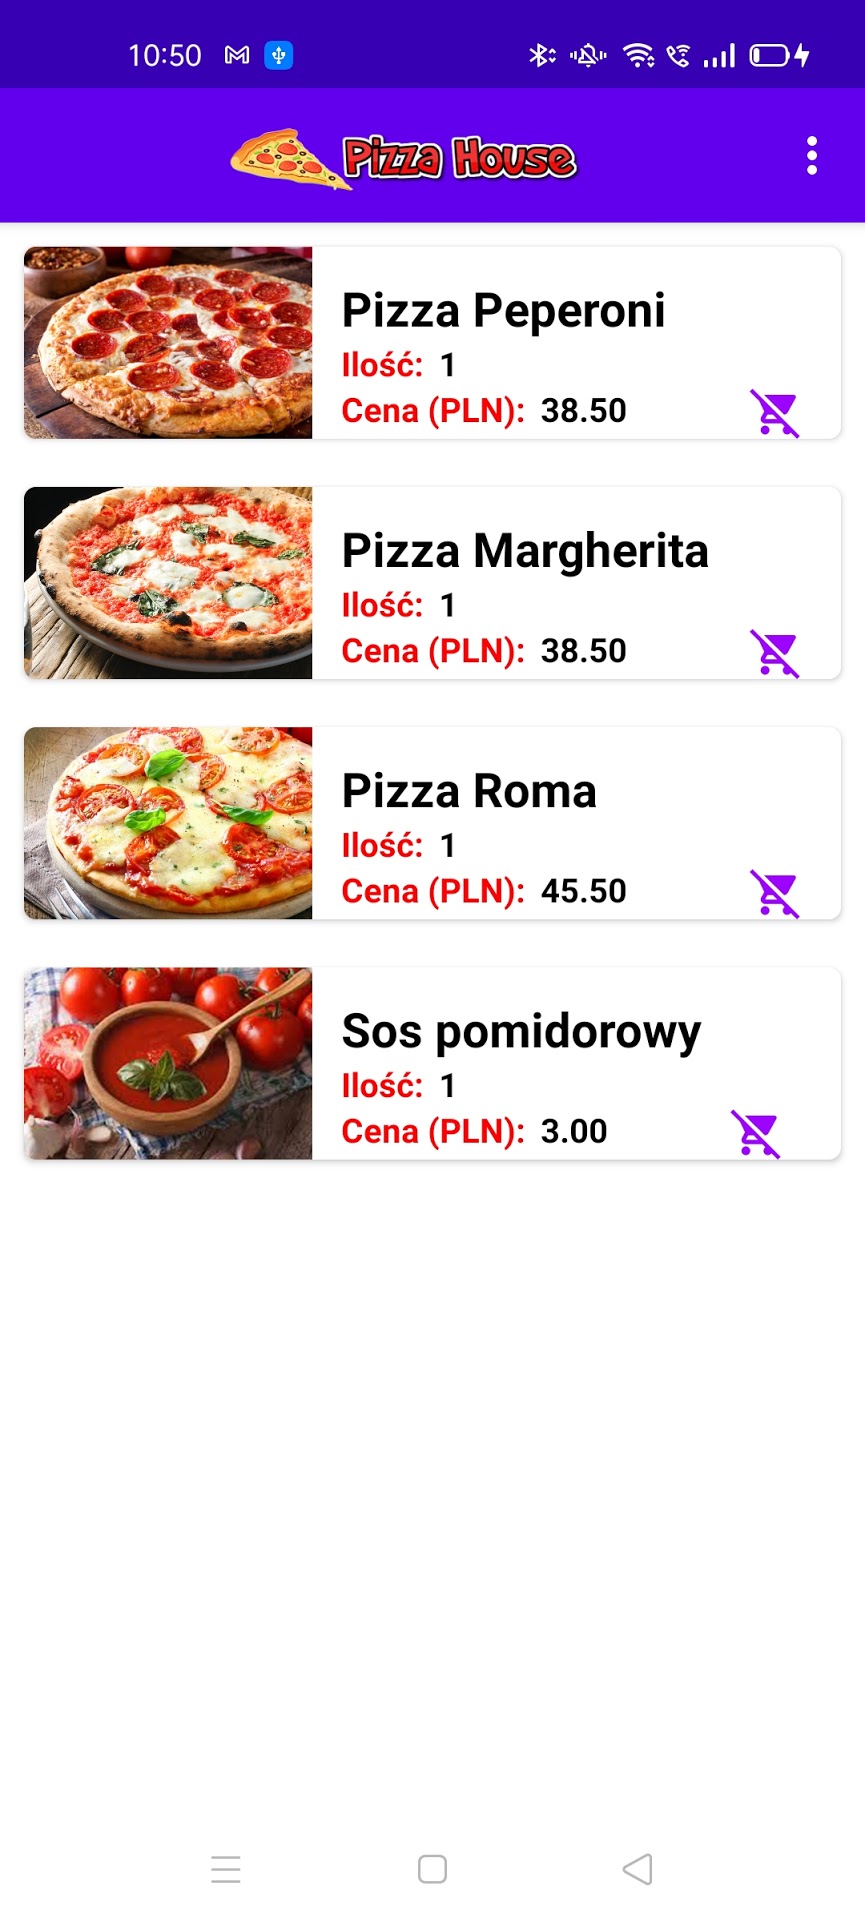 10:50
Pizza House
Pizza Peperoni
Ilość: 1
Cena (PLN): 38.50
Pizza Margherita
Ilość: 1
Cena (PLN): 38.50
Pizza Roma
Ilość: 1
Cena (PLN): 45.50
Sos pomidorowy
Ilość: 1
Cena (PLN): 3.00